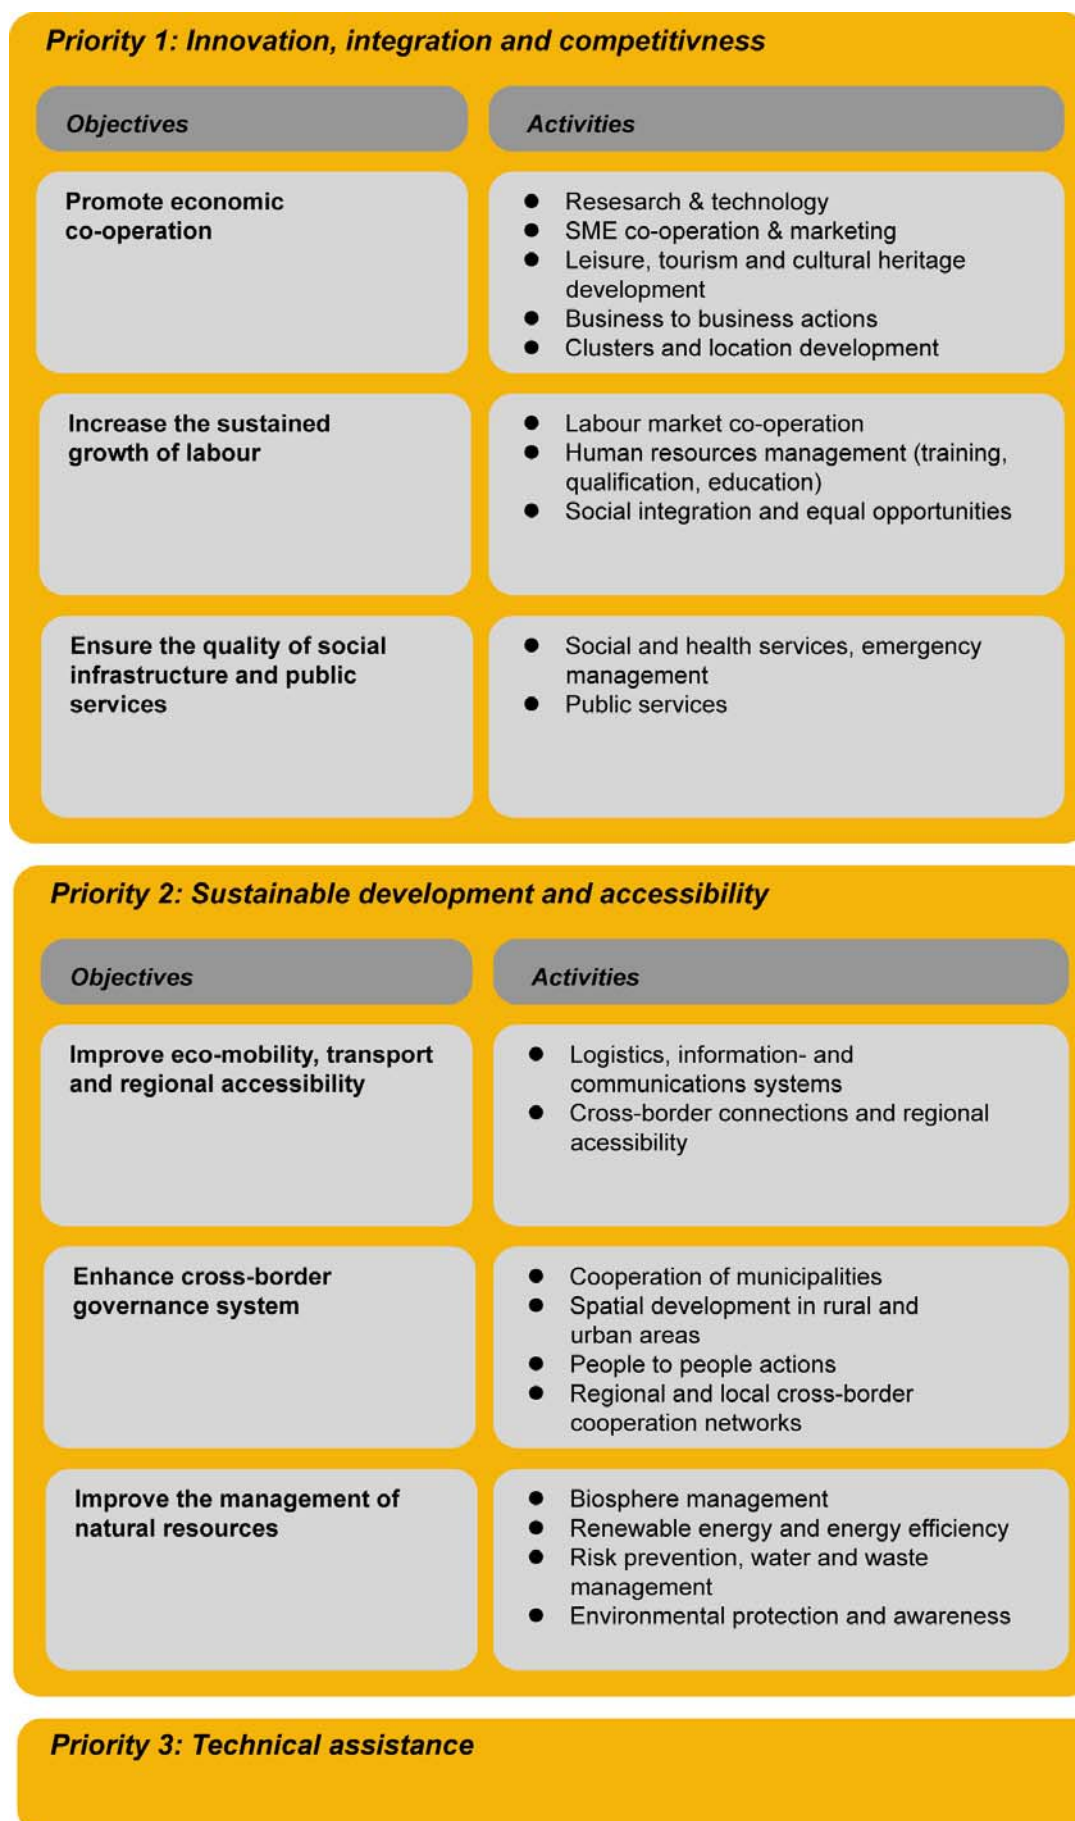 Priority 1: Innovation, integration and competitivness
Objectives
Activities
Promote economic
co-operation
● Resesarch & technology
● SME co-operation & marketing
● Leisure, tourism and cultural heritage
development
● Business to business actions
● Clusters and location development
Increase the sustained
growth of labour
● Labour market co-operation
● Human resources management (training,
qualification, education)
● Social integration and equal opportunities
Ensure the quality of social
infrastructure and public
services
● Social and health services, emergency
management
● Public services
Priority 2: Sustainable development and accessibility
Objectives
Activities
Improve eco-mobility, transport
and regional accessibility
● Logistics, information- and
communications systems
● Cross-border connections and regional
acessibility
Enhance cross-border
governance system
● Cooperation of municipalities
● Spatial development in rural and
urban areas
● People to people actions
● Regional and local cross-border
cooperation networks
Improve the management of
natural resources
● Biosphere management
● Renewable energy and energy efficiency
● Risk prevention, water and waste
management
● Environmental protection and awareness
Priority 3: Technical assistance